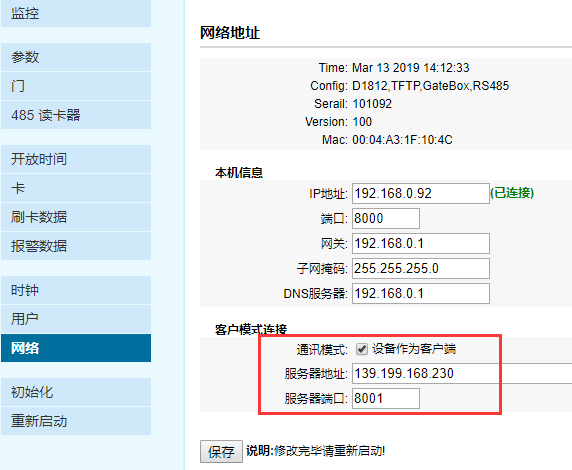 监控
参数
门
485 读卡器
开放时间
卡
刷卡数据
报警数据
时钟
用户
网络
初始化
重新启动
网络地址
Time: Mar 13 2019 14:12:33
Config: D1812,TFTP,GateBox,RS485
Serail: 101092
Version: 100
Mac: 00:04:A3:1F:10:4C
本机信息
IP地址: 192.168.0.92 (已连接)
端口: 8000
网关: 192.168.0.1
子网掩码: 255.255.255.0
DNS服务器: 192.168.0.1
客户模式连接
通讯模式: 设备作为客户端
服务器地址: 139.199.168.230
服务器端口: 8001
保存 说明:修改完毕请重新启动!